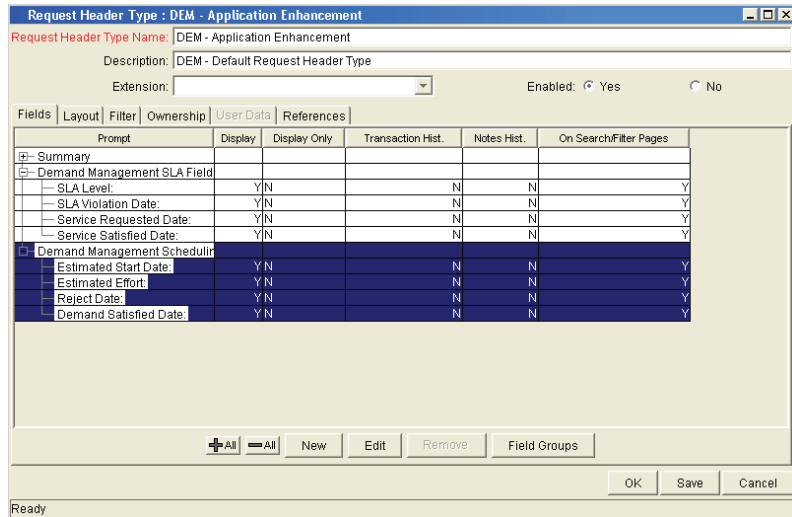 Request Header Type : DEM - Application Enhancement
Request Header Type Name: DEM - Application Enhancement
Description: DEM - Default Request Header Type
Extension: Enabled: Yes No
Fields Layout Filter Ownership User Data References
Prompt Display Display Only Transaction Hist. Notes Hist. On Search/Filter Pages
Summary
Demand Management SLA Field
SLA Level: Y N N N Y
SLA Violation Date: Y N N N Y
Service Requested Date: Y N N N Y
Service Satisfied Date: Y N N N Y
Demand Management Schedulin
Estimated Start Date: Y N N N Y
Estimated Effort: Y N N N Y
Reject Date: Y N N N Y
Demand Satisfied Date: Y N N N Y
All All New Edit Remove Field Groups
OK Save Cancel
Ready